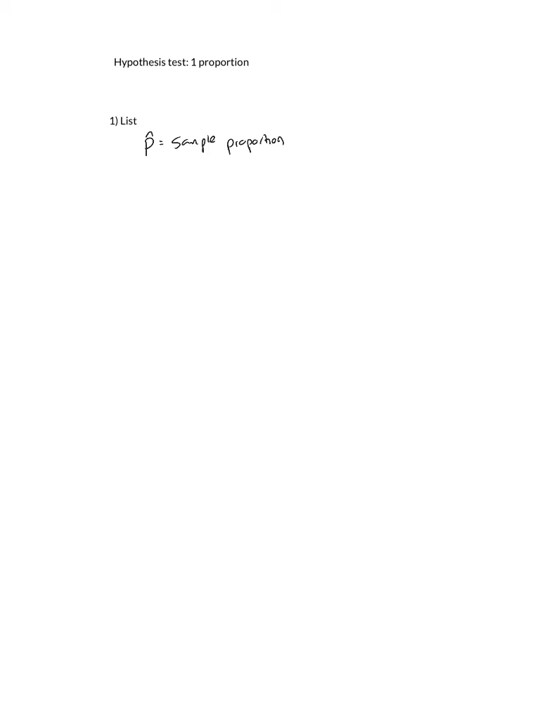 Hypothesis test: 1 proportion
1) List
p̂ = sample proportion